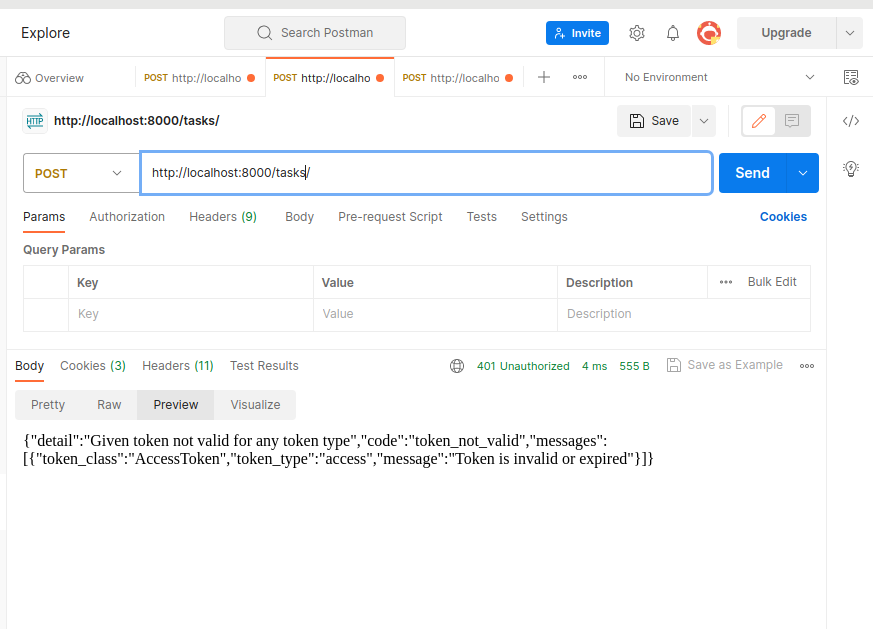 Explore Search Postman Invite Upgrade
Overview POST http://localho POST http://localho POST http://localho No Environment
HTTP http://localhost:8000/tasks/ Save
POST http://localhost:8000/tasks/ Send
Params Authorization Headers (9) Body Pre-request Script Tests Settings Cookies
Query Params
Key Value Description Bulk Edit
Key Value Description
Body Cookies (3) Headers (11) Test Results 401 Unauthorized 4 ms 555 B Save as Example
Pretty Raw Preview Visualize
{"detail":"Given token not valid for any token type","code":"token_not_valid","messages":
[{"token_class":"AccessToken","token_type":"access","message":"Token is invalid or expired"}]}